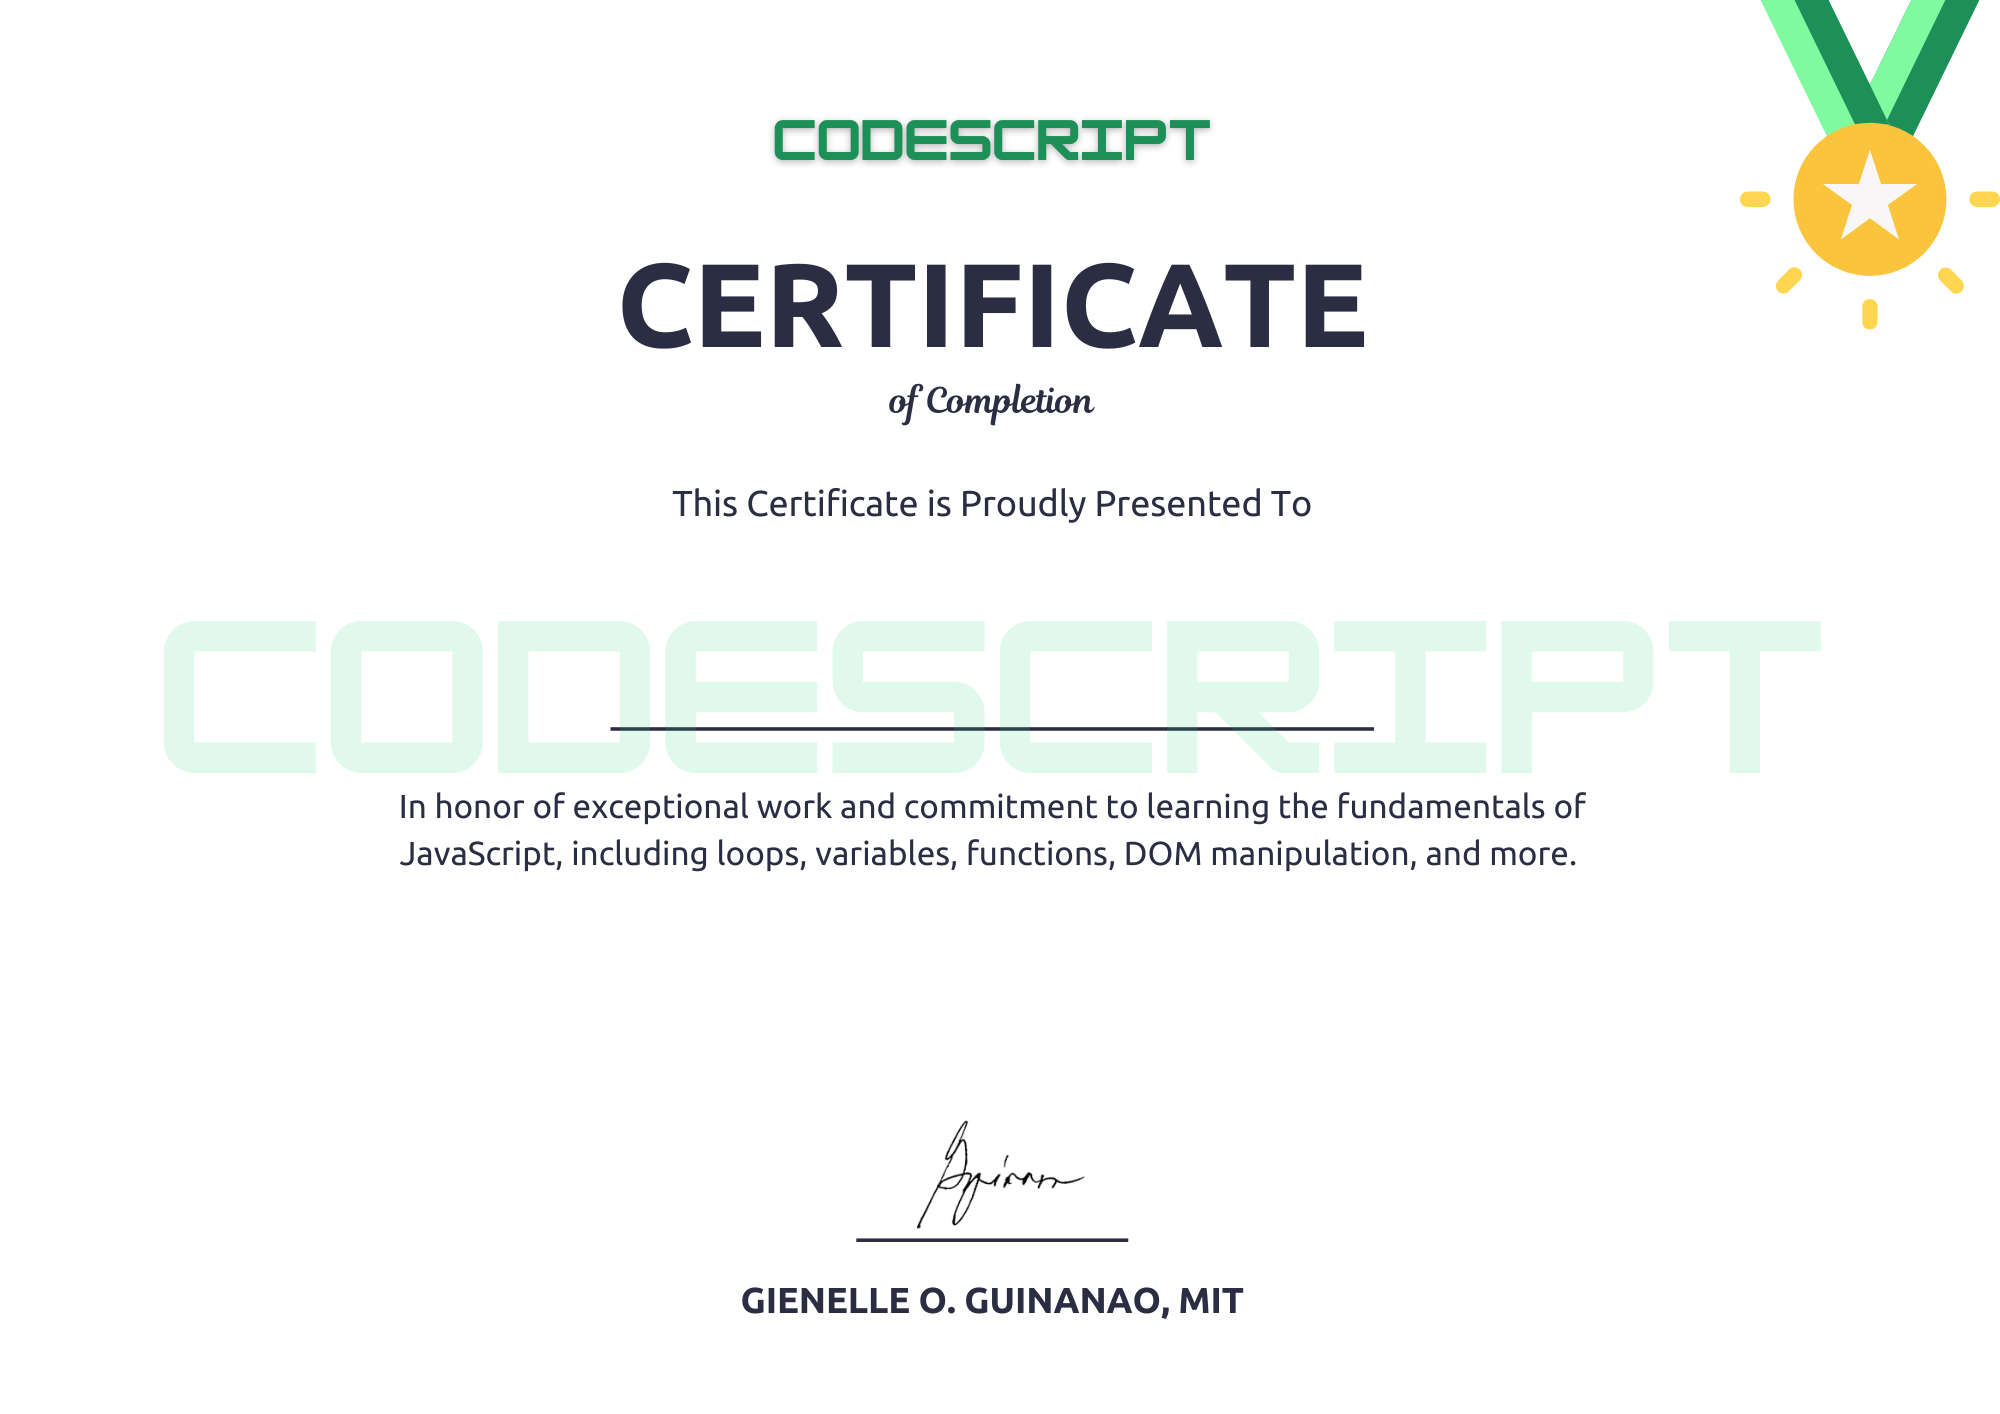 CODESCRIPT
CERTIFICATE
of Completion
This Certificate is Proudly Presented To
CODESCRIPT
In honor of exceptional work and commitment to learning the fundamentals of
JavaScript, including loops, variables, functions, DOM manipulation, and more.
GIENELLE O. GUINANAO, MIT